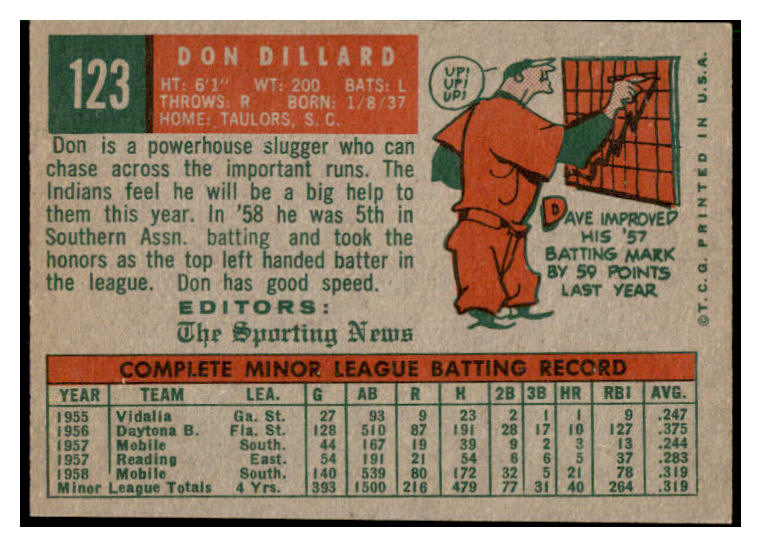 123
DON DILLARD
HT: 6'1" WT: 200 BATS: L
THROWS: R BORN: 1/8/37
HOME: TAULORS, S. C.
Don is a powerhouse slugger who can
chase across the important runs. The
Indians feel he will be a big help to
them this year. In '58 he was 5th in
Southern Assn. batting and took the
honors as the top left handed batter in
the league. Don has good speed.
EDITORS:
The Sporting News
UP!
UP!
UP!
DAVE IMPROVED
HIS '57
BATTING MARK
BY 59 POINTS
LAST YEAR
©T. C. G. PRINTED IN U.S.A.
COMPLETE MINOR LEAGUE BATTING RECORD
YEAR TEAM LEA. G AB R H 2B 3B HR RBI AVG.
1955 Vidalia Ga. St. 27 93 9 23 2 1 1 9 .247
1956 Daytona B. Fla. St. 128 510 87 191 28 17 10 127 .375
1957 Mobile South. 44 167 19 39 9 2 3 13 .244
1957 Reading East. 54 191 21 54 6 6 5 37 .283
1958 Mobile South. 140 539 80 172 32 5 21 78 .319
Minor League Totals 4 Yrs. 393 1500 216 479 77 31 40 264 .319